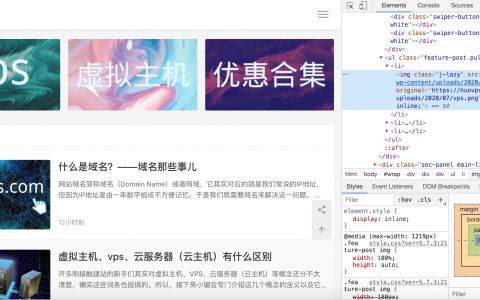 ps
虚拟主机
优惠合集
s.com
什么是域名？——域名那些事儿
网站域名简称域名（Domain Name）或者网域，它其实对应的就是我们常说的IP地址，
但因为IP地址是由一串数字组成不方便记忆，于是我们就需要域名来解决这一问题。...
12小时前
虚拟主机、vps、云服务器（云主机）有什么区别
许多刚接触建站的新手们其实对虚拟主机、VPS、云服务器（云主机）等概念还分不太
清楚，确实这些词条也挺绕的。所以，接下来小编会专门介绍这几个概念的含义以及它...
Elements Console Sources
<div class="swiper-button-
white"></div>
<div class="swiper-button-
white"></div>
</div>
<ul class="feature-post pull-
<li>
<img class="j-lazy" s
wp-content/uploads/2020/
original="https://huovps
uploads/2020/07/vps.png"
inline;"> == $0
</li>
<li>…</li>
<li>…</li>
::after
</ul>
</div>
<div class="sec-panel main-li
html body #wrap div div ul li img
Styles Event Listeners DOM Breakpoints
Filter :hov .cls +
element.style {
display: inline;
}
@media (max-width: 1219px)
.fea style.css?ver=5.7.3:21
ture-post img {
width: 100%;
height: auto;
}
.fea style.css?ver=5.7.3:21
ture-post img {
width: 180px;
margin
bor
pa
Filter